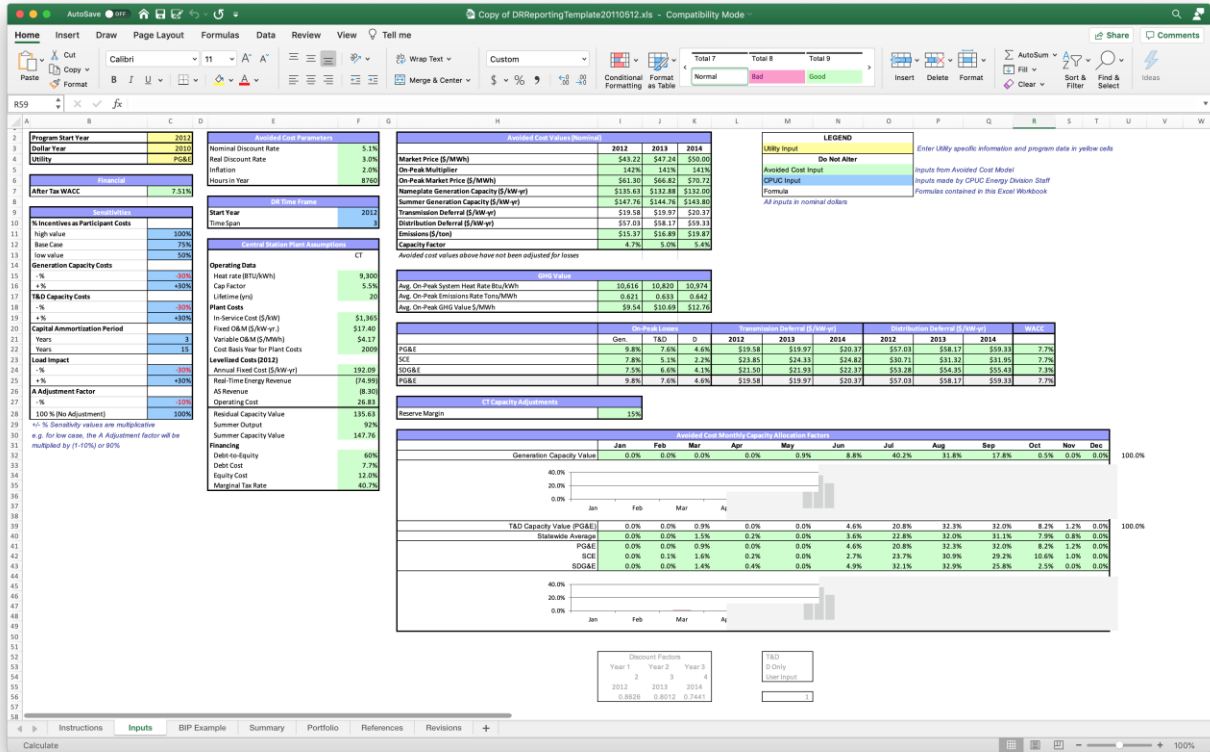 AutoSave OFF
Copy of DRReportingTemplate20110512.xls - Compatibility Mode
Home Insert Draw Page Layout Formulas Data Review View Tell me
Share Comments
Paste Cut Copy Format
Calibri 11
B I U
Wrap Text Merge & Center
Custom
$ % 
Conditional Formatting Format as Table
Total 7 Total 8 Total 9
Normal Bad Good
Insert Delete Format
AutoSum Fill Clear
Sort & Filter Find & Select Ideas
R59 fx
A B C D E F G H I J K L M N O P Q R S T U V W
Program Start Year 2012
Dollar Year 2010
Utility PG&E
Financial
After Tax WACC 7.51%
Sensitivities
% Incentives as Participant Costs
high value 100%
Base Case 75%
low value 50%
Generation Capacity Costs
-% -30%
+% +30%
T&D Capacity Costs
-% -30%
+% +30%
Capital Ammortization Period
Years 3
Years 15
Load Impact
-% -30%
+% +30%
A Adjustment Factor
-% -10%
100 % (No Adjustment) 100%
+/- % Sensitivity values are multiplicative
e.g. for low case, the A Adjustment factor will be
multiplied by (1-10%) or 90%
Avoided Cost Parameters
Nominal Discount Rate 5.1%
Real Discount Rate 3.0%
Inflation 2.0%
Hours in Year 8760
DR Time Frame
Start Year 2012
Time Span 3
Central Station Plant Assumptions
CT
Operating Data
Heat rate (BTU/kWh) 9,300
Cap Factor 5.5%
Lifetime (yrs) 20
Plant Costs
In-Service Cost ($/kW) $1,365
Fixed O&M ($/kW-yr.) $17.40
Variable O&M ($/MWh) $4.17
Cost Basis Year for Plant Costs 2009
Levelized Costs (2012)
Annual Fixed Cost ($/kW-yr) 192.09
Real-Time Energy Revenue (74.99)
AS Revenue (8.30)
Operating Cost 26.83
Residual Capacity Value 135.63
Summer Output 92%
Summer Capacity Value 147.76
Financing
Debt-to-Equity 60%
Debt Cost 7.7%
Equity Cost 12.0%
Marginal Tax Rate 40.7%
Avoided Cost Values (Nominal)
2012 2013 2014
Market Price ($/MWh) $43.22 $47.24 $50.00
On-Peak Multiplier 142% 141% 141%
On-Peak Market Price ($/MWh) $61.30 $66.82 $70.72
Nameplate Generation Capacity ($/kW-yr) $135.63 $132.88 $132.00
Summer Generation Capacity ($/kW-yr) $147.76 $144.76 $143.80
Transmission Deferral ($/kW-yr) $19.58 $19.97 $20.37
Distribution Deferral ($/kW-yr) $57.03 $58.17 $59.33
Emissions ($/ton) $15.37 $16.89 $19.87
Capacity Factor 4.7% 5.0% 5.4%
Avoided cost values above have not been adjusted for losses
LEGEND
Utility Input Enter Utility specific information and program data in yellow cells
Do Not Alter
Avoided Cost Input Inputs from Avoided Cost Model
CPUC Input Inputs made by CPUC Energy Division Staff
Formula Formulas contained in this Excel Workbook
All inputs in nominal dollars
GHG Value
Avg. On-Peak System Heat Rate Btu/kWh 10,616 10,820 10,974
Avg. On-Peak Emissions Rate Tons/MWh 0.621 0.633 0.642
Avg. On-Peak GHG Value $/MWh $9.54 $10.69 $12.76
On-Peak Losses Transmission Deferral ($/kW-yr) Distribution Deferral ($/kW-yr) WACC
Gen. T&D D 2012 2013 2014 2012 2013 2014
PG&E 9.8% 7.6% 4.6% $19.58 $19.97 $20.37 $57.03 $58.17 $59.33 7.7%
SCE 7.8% 5.1% 2.2% $23.85 $24.33 $24.82 $30.71 $31.32 $31.95 7.7%
SDG&E 7.5% 6.6% 4.1% $21.50 $21.93 $22.37 $53.28 $54.35 $55.43 7.3%
PG&E 9.8% 7.6% 4.6% $19.58 $19.97 $20.37 $57.03 $58.17 $59.33 7.7%
CT Capacity Adjustments
Reserve Margin 15%
Avoided Cost Monthly Capacity Allocation Factors
Jan Feb Mar Apr May Jun Jul Aug Sep Oct Nov Dec
Generation Capacity Value 0.0% 0.0% 0.0% 0.0% 0.9% 8.8% 40.2% 31.8% 17.8% 0.5% 0.0% 0.0% 100.0%
40.0%
20.0%
0.0%
Jan Feb Mar
T&D Capacity Value (PG&E) 0.0% 0.0% 0.9% 0.0% 0.0% 4.6% 20.8% 32.3% 32.0% 8.2% 1.2% 0.0% 100.0%
Statewide Average 0.0% 0.0% 1.5% 0.2% 0.0% 3.6% 22.8% 32.0% 31.1% 7.9% 0.8% 0.0%
PG&E 0.0% 0.0% 0.9% 0.0% 0.0% 4.6% 20.8% 32.3% 32.0% 8.2% 1.2% 0.0%
SCE 0.0% 0.1% 1.6% 0.2% 0.0% 2.7% 23.7% 30.9% 29.2% 10.6% 1.0% 0.0%
SDG&E 0.0% 0.0% 1.4% 0.4% 0.0% 4.9% 32.1% 32.9% 25.8% 2.5% 0.0% 0.0%
40.0%
20.0%
0.0%
Jan Feb Mar
Discount Factors
Year 1 Year 2 Year 3
2 3 4
2012 2013 2014
0.8626 0.8012 0.7441
T&D
D Only
User Input
1
Instructions Inputs BIP Example Summary Portfolio References Revisions +
Calculate 100%